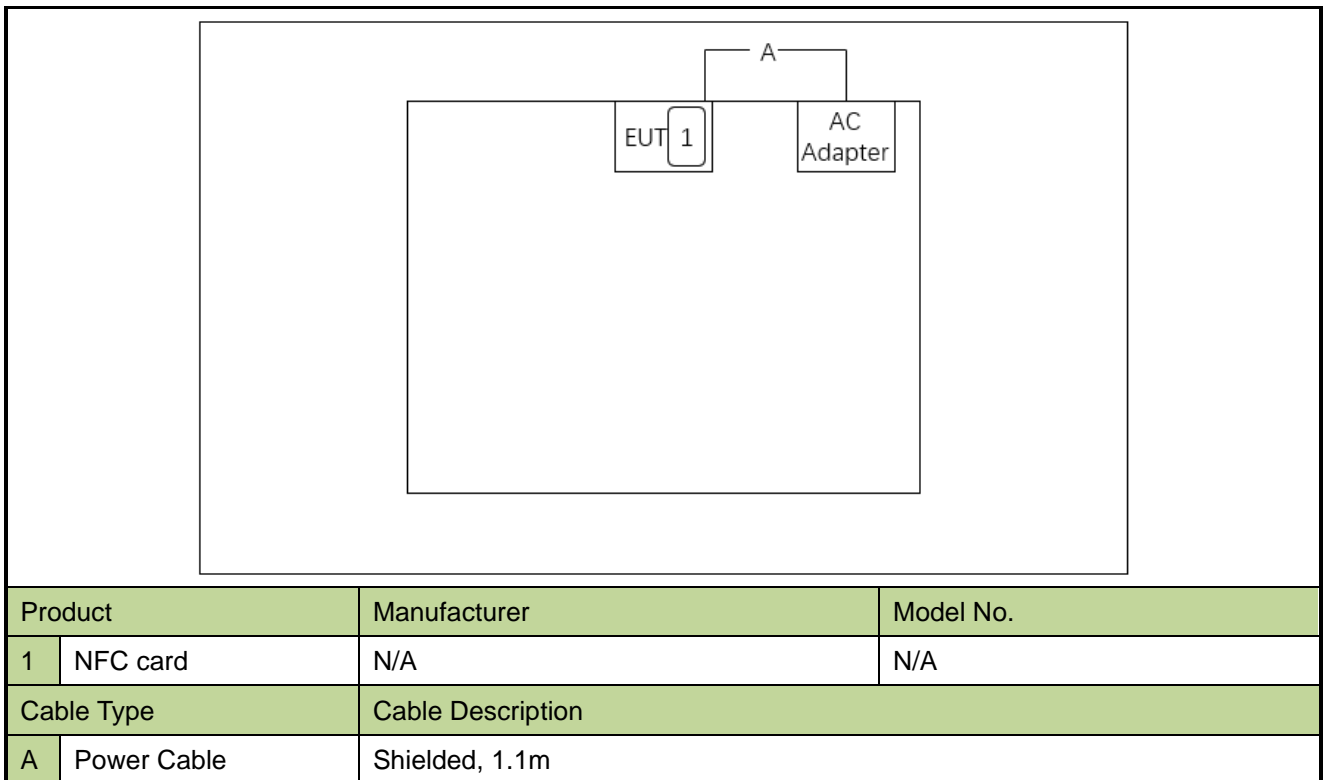 A
EUT 1
AC
Adapter
Product Manufacturer Model No.
1 NFC card N/A N/A
Cable Type Cable Description
A Power Cable Shielded, 1.1m